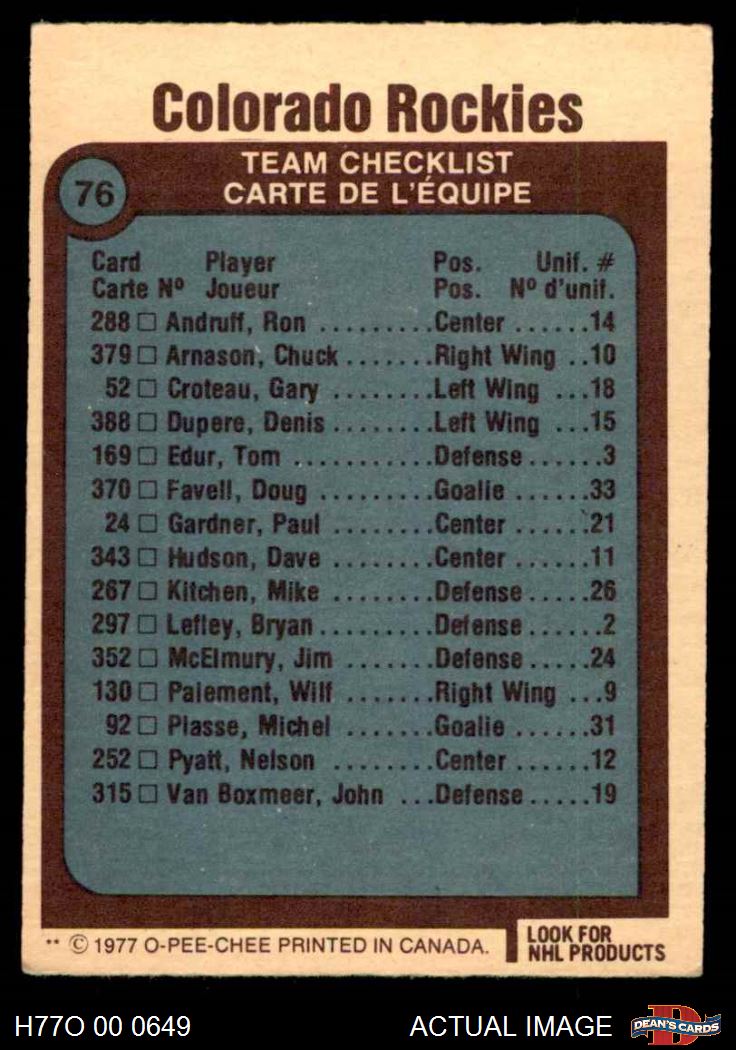 Colorado Rockies
76
TEAM CHECKLIST
CARTE DE L'ÉQUIPE
Card Player Pos. Unif. #
Carte Nº Joueur Pos. Nº d'unif.
288 □ Andruff, Ron ..........Center ......14
379 □ Arnason, Chuck.......Right Wing ..10
52 □ Croteau, Gary ........Left Wing ...18
388 □ Dupere, Denis ........Left Wing ...15
169 □ Edur, Tom ...........Defense......3
370 □ Favell, Doug .........Goalie ......33
24 □ Gardner, Paul ........Center ......21
343 □ Hudson, Dave ........Center ......11
267 □ Kitchen, Mike ........Defense.....26
297 □ Lefley, Bryan.........Defense......2
352 □ McElmury, Jim .......Defense.....24
130 □ Paiement, Wilf .......Right Wing ...9
92 □ Plasse, Michel ........Goalie ......31
252 □ Pyatt, Nelson ........Center ......12
315 □ Van Boxmeer, John ...Defense.....19
** © 1977 O-PEE-CHEE PRINTED IN CANADA.
LOOK FOR
NHL PRODUCTS
H77O 00 0649
ACTUAL IMAGE
D
DEAN'S CARDS